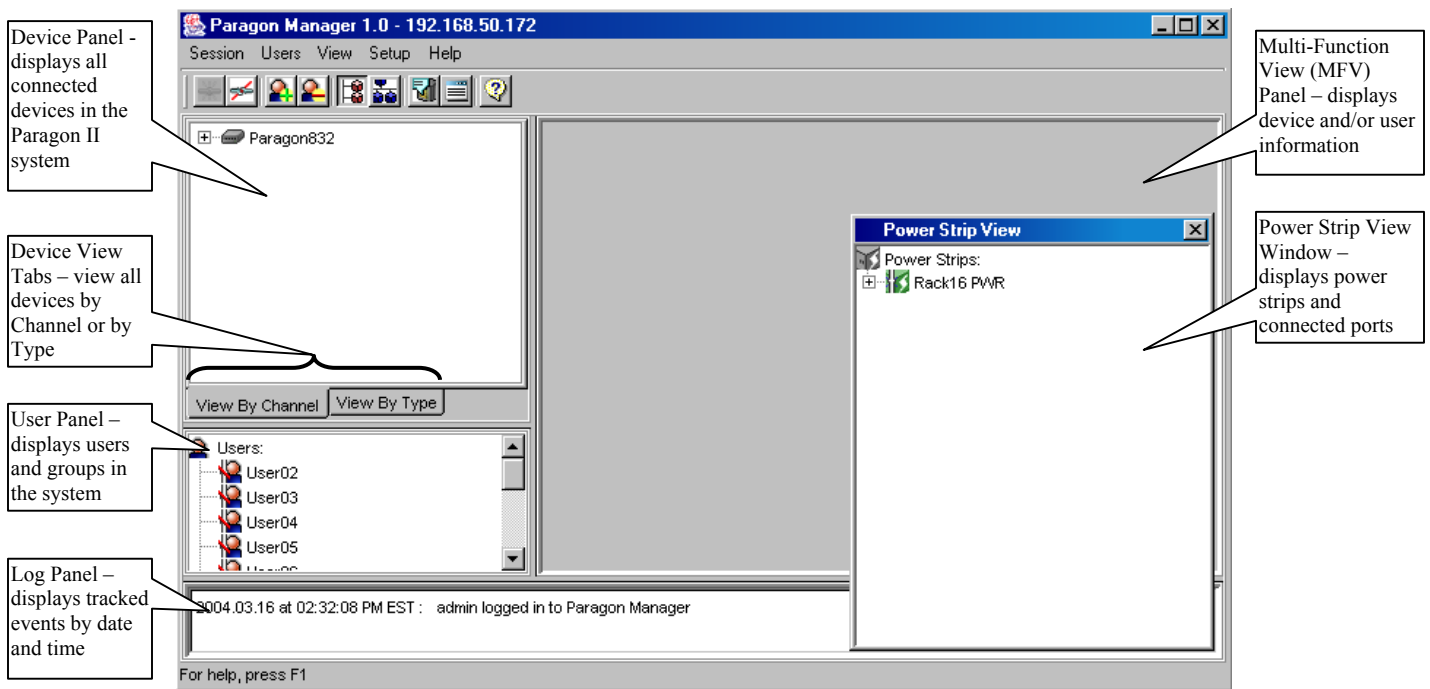 Device Panel -
displays all
connected
devices in the
Paragon II
system
Device View
Tabs – view all
devices by
Channel or by
Type
User Panel –
displays users
and groups in
the system
Log Panel –
displays tracked
events by date
and time
Paragon Manager 1.0 - 192.168.50.172
Session Users View Setup Help
Paragon832
View By Channel View By Type
Users:
User02
User03
User04
User05
2004.03.16 at 02:32:08 PM EST : admin logged in to Paragon Manager
For help, press F1
Power Strip View
Power Strips:
Rack16 PWR
Multi-Function
View (MFV)
Panel – displays
device and/or user
information
Power Strip View
Window –
displays power
strips and
connected ports